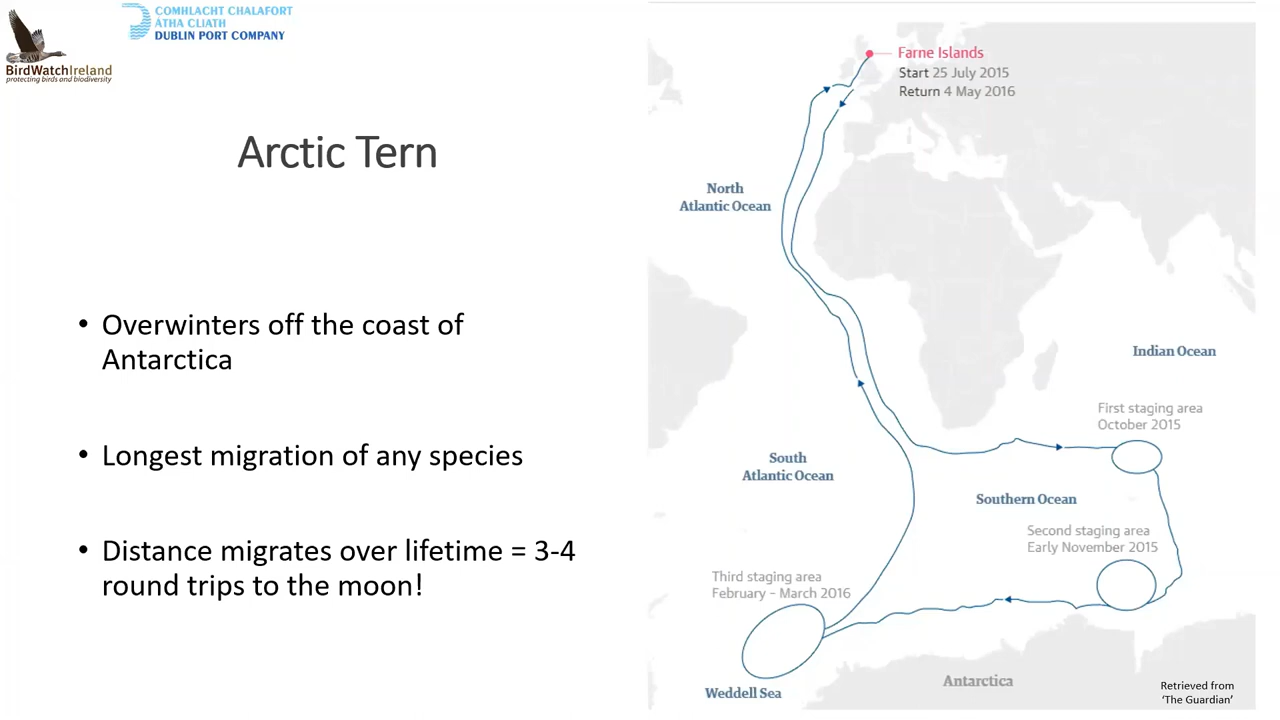 COMHLACHT CHALAFORT
ÁTHA CLIATH
DUBLIN PORT COMPANY
BirdWatchIreland
protecting birds and biodiversity
Arctic Tern
• Overwinters off the coast of
Antarctica
• Longest migration of any species
• Distance migrates over lifetime = 3-4
round trips to the moon!
Farne Islands
Start 25 July 2015
Return 4 May 2016
North
Atlantic Ocean
Indian Ocean
First staging area
October 2015
South
Atlantic Ocean
Southern Ocean
Second staging area
Early November 2015
Third staging area
February – March 2016
Weddell Sea
Antarctica
Retrieved from
‘The Guardian’